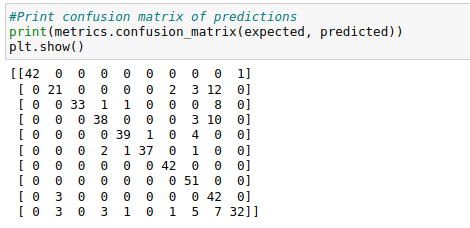 #Print confusion matrix of predictions
print(metrics.confusion_matrix(expected, predicted))
plt.show()
[[42 0 0 0 0 0 0 0 0 1]
[ 0 21 0 0 0 0 2 3 12 0]
[ 0 0 33 1 1 0 0 0 8 0]
[ 0 0 0 38 0 0 0 3 10 0]
[ 0 0 0 0 39 1 0 4 0 0]
[ 0 0 0 2 1 37 0 1 0 0]
[ 0 0 0 0 0 0 42 0 0 0]
[ 0 0 0 0 0 0 0 51 0 0]
[ 0 3 0 0 0 0 0 0 42 0]
[ 0 3 0 3 1 0 1 5 7 32]]